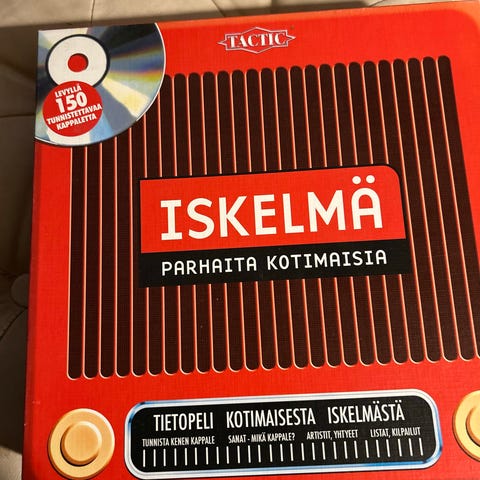 TACTIC
LEVYLLÄ
150
TUNNISTETTAVAA
KAPPALETTA
ISKELMÄ
PARHAITA KOTIMAISIA
TIETOPELI KOTIMAISESTA ISKELMÄSTÄ
TUNNISTA KENEN KAPPALE SANAT - MIKÄ KAPPALE? ARTISTIT, YHTYEET LISTAT, KILPAILUT